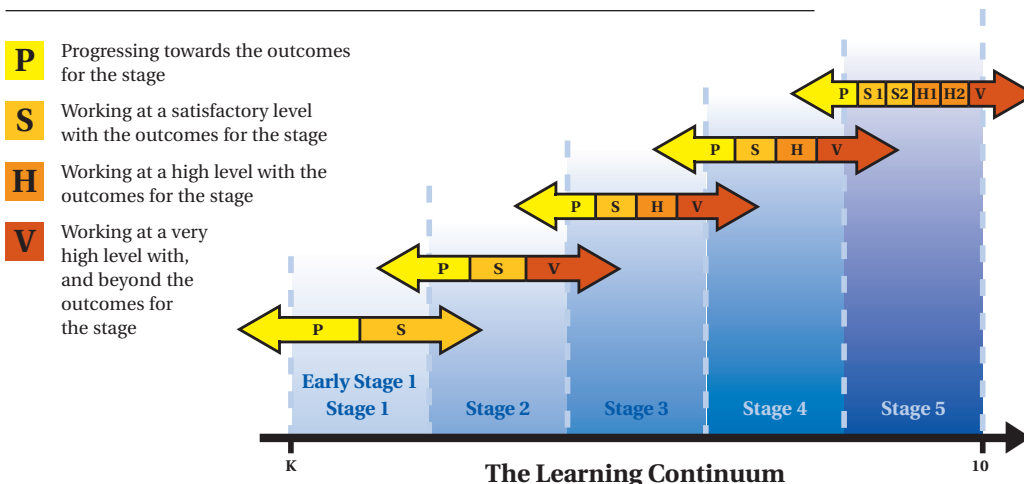 P
Progressing towards the outcomes
for the stage
S
Working at a satisfactory level
with the outcomes for the stage
H
Working at a high level with the
outcomes for the stage
V
Working at a very
high level with,
and beyond the
outcomes for
the stage
P S1 S2 H1 H2 V
P S H V
P S H V
P S V
P S
Early Stage 1
Stage 1
Stage 2
Stage 3
Stage 4
Stage 5
K
10
The Learning Continuum